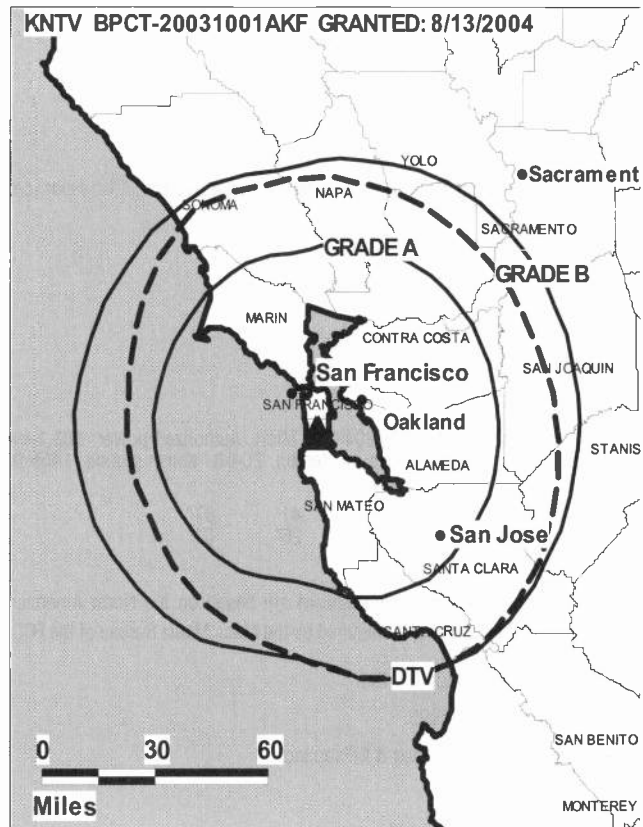 KNTV BPCT-20031001AKF GRANTED: 8/13/2004
YOLO
Sacrament
NAPA
SONOMA
SACRAMENTO
GRADE A
GRADE B
MARIN
CONTRA COSTA
San Francisco
SAN JOAQUIN
SAN FRANCISCO
Oakland
STANIS
ALAMEDA
SAN MATEO
San Jose
SANTA CLARA
SANTA CRUZ
DTV
SAN BENITO
0 30 60
Miles
MONTEREY